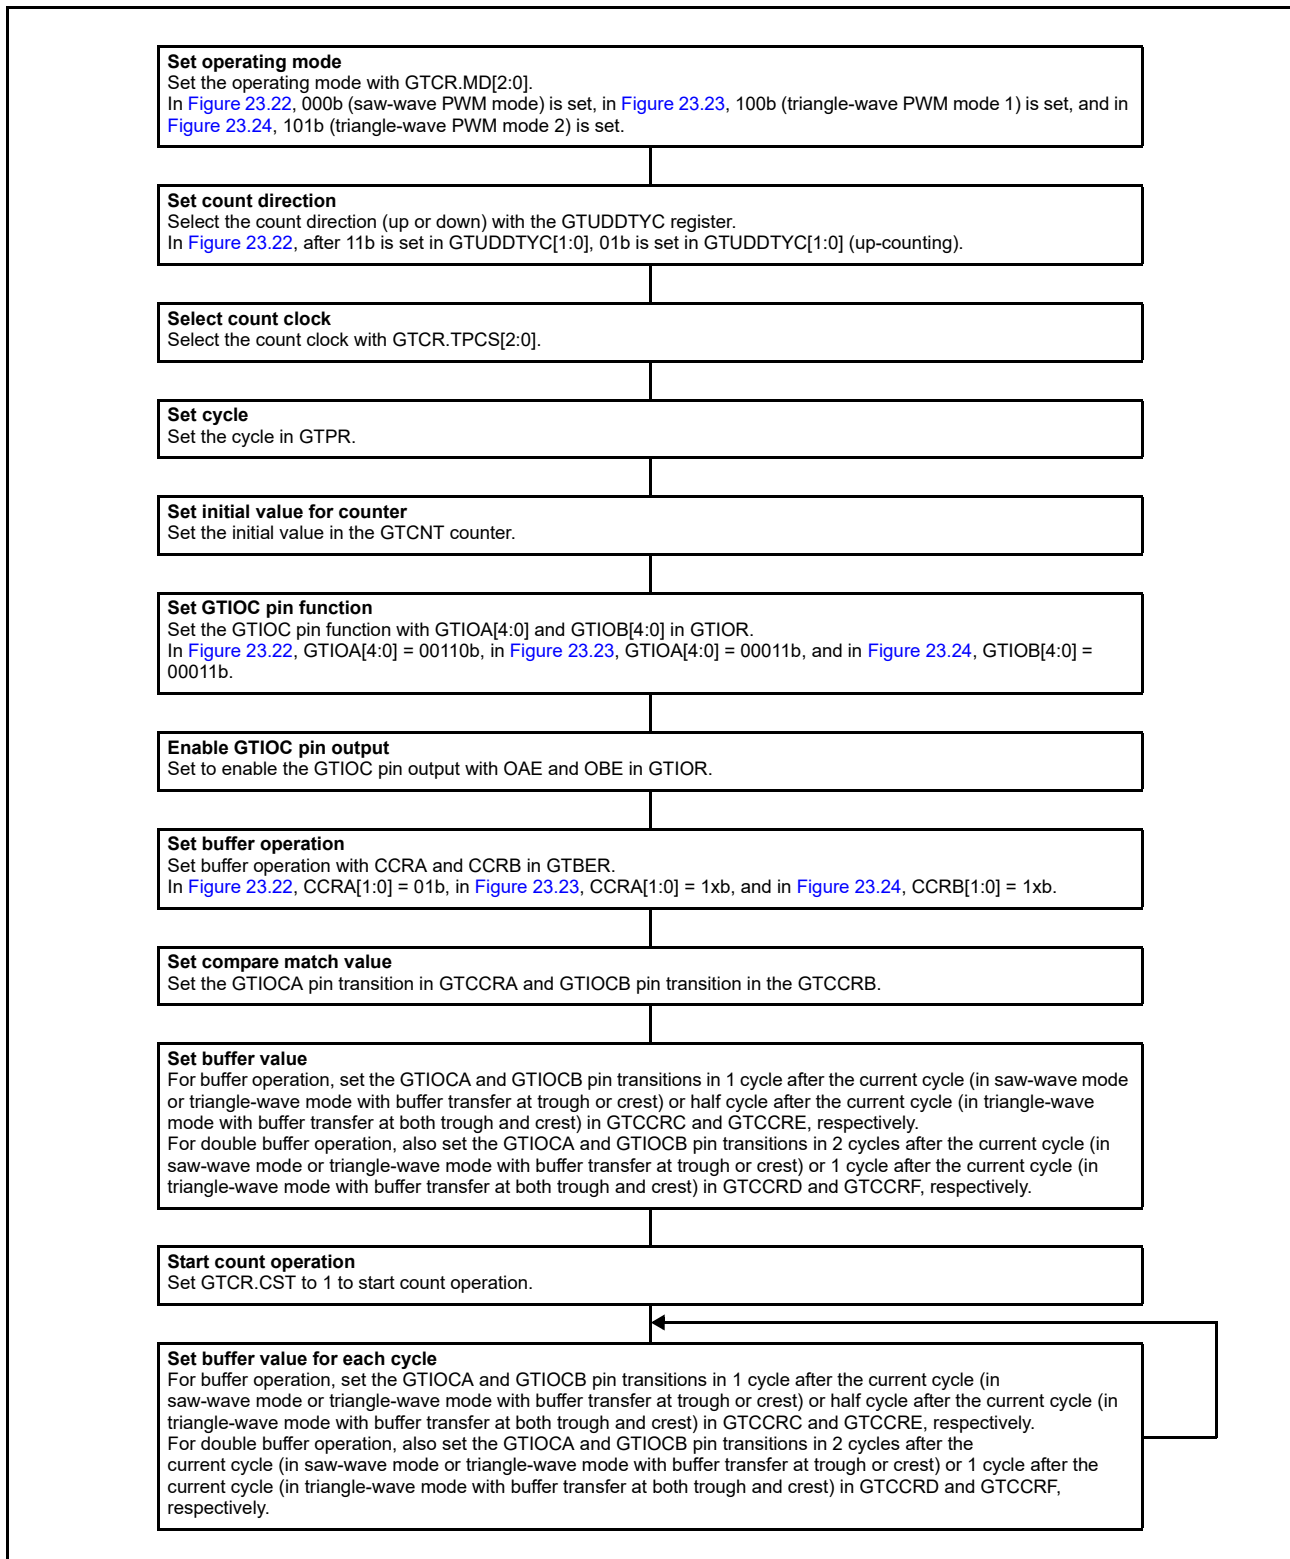 Set operating mode
Set the operating mode with GTCR.MD[2:0].
In Figure 23.22, 000b (saw-wave PWM mode) is set, in Figure 23.23, 100b (triangle-wave PWM mode 1) is set, and in
Figure 23.24, 101b (triangle-wave PWM mode 2) is set.
Set count direction
Select the count direction (up or down) with the GTUDDTYC register.
In Figure 23.22, after 11b is set in GTUDDTYC[1:0], 01b is set in GTUDDTYC[1:0] (up-counting).
Select count clock
Select the count clock with GTCR.TPCS[2:0].
Set cycle
Set the cycle in GTPR.
Set initial value for counter
Set the initial value in the GTCNT counter.
Set GTIOC pin function
Set the GTIOC pin function with GTIOA[4:0] and GTIOB[4:0] in GTIOR.
In Figure 23.22, GTIOA[4:0] = 00110b, in Figure 23.23, GTIOA[4:0] = 00011b, and in Figure 23.24, GTIOB[4:0] =
00011b.
Enable GTIOC pin output
Set to enable the GTIOC pin output with OAE and OBE in GTIOR.
Set buffer operation
Set buffer operation with CCRA and CCRB in GTBER.
In Figure 23.22, CCRA[1:0] = 01b, in Figure 23.23, CCRA[1:0] = 1xb, and in Figure 23.24, CCRB[1:0] = 1xb.
Set compare match value
Set the GTIOCA pin transition in GTCCRA and GTIOCB pin transition in the GTCCRB.
Set buffer value
For buffer operation, set the GTIOCA and GTIOCB pin transitions in 1 cycle after the current cycle (in saw-wave mode
or triangle-wave mode with buffer transfer at trough or crest) or half cycle after the current cycle (in triangle-wave
mode with buffer transfer at both trough and crest) in GTCCRC and GTCCRE, respectively.
For double buffer operation, also set the GTIOCA and GTIOCB pin transitions in 2 cycles after the current cycle (in
saw-wave mode or triangle-wave mode with buffer transfer at trough or crest) or 1 cycle after the current cycle (in
triangle-wave mode with buffer transfer at both trough and crest) in GTCCRD and GTCCRF, respectively.
Start count operation
Set GTCR.CST to 1 to start count operation.
Set buffer value for each cycle
For buffer operation, set the GTIOCA and GTIOCB pin transitions in 1 cycle after the current cycle (in
saw-wave mode or triangle-wave mode with buffer transfer at trough or crest) or half cycle after the current cycle (in
triangle-wave mode with buffer transfer at both trough and crest) in GTCCRC and GTCCRE, respectively.
For double buffer operation, also set the GTIOCA and GTIOCB pin transitions in 2 cycles after the
current cycle (in saw-wave mode or triangle-wave mode with buffer transfer at trough or crest) or 1 cycle after the
current cycle (in triangle-wave mode with buffer transfer at both trough and crest) in GTCCRD and GTCCRF,
respectively.